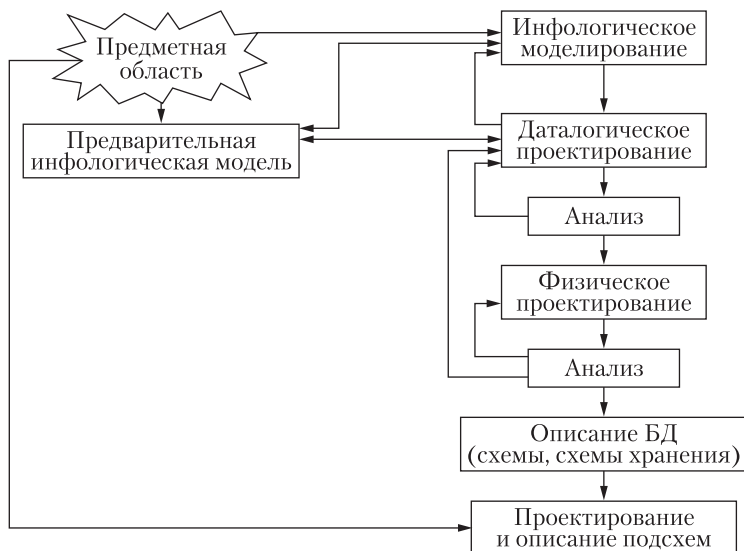 Предметная
область
Инфологическое
моделирование
Предварительная
инфологическая модель
Даталогическое
проектирование
Анализ
Физическое
проектирование
Анализ
Описание БД
(схемы, схемы хранения)
Проектирование
и описание подсхем